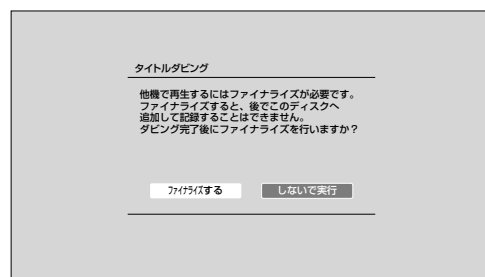 タイトルダビング
他機で再生するにはファイナライズが必要です。
ファイナライズすると、後でこのディスクへ
追加して記録することはできません。
ダビング完了後にファイナライズを行いますか？
ﾌｧｲﾅﾗｲｽﾞする しないで実行